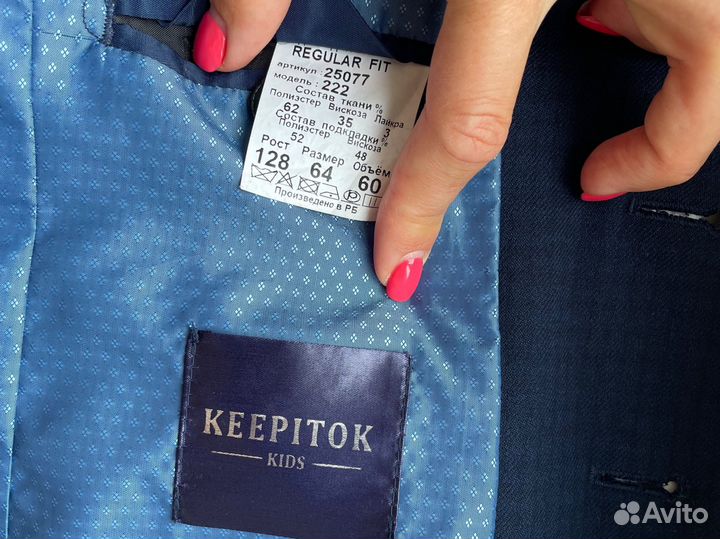 REGULAR FIT
артикул : 25077
модель : 222
Состав ткани %
Полиэстер Вискоза Лайкра
62 35 3
Состав подкладки %
Полиэстер Вискоза
52 48
Рост Размер Объём
128 64 60
Произведено в РБ
KEEPITOK
KIDS
Avito